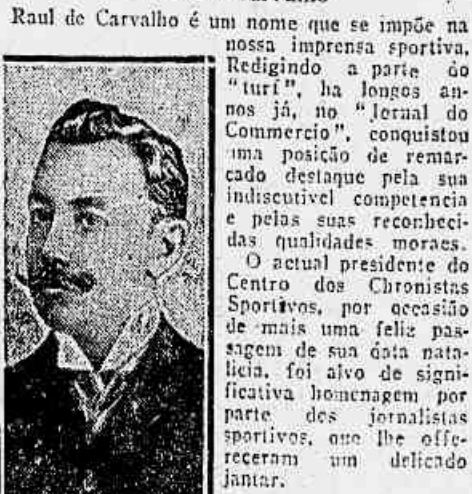 Raul de Carvalho é um nome que se impõe na
nossa imprensa sportiva.
Redigindo a parte do
"turf", ha longos an-
nos já, no "Jornal do
Commercio", conquistou
uma posição de remar-
cado destaque pela sua
indiscutivel competencia
e pelas suas reconheci-
das qualidades moraes.
O actual presidente do
Centro dos Chronistas
Sportivos, por occasião
de mais uma feliz pas-
sagem de sua data nata-
licia, foi alvo de signi-
ficativa homenagem por
parte dos jornalistas
sportivos, que lhe offe-
receram um delicado
jantar.